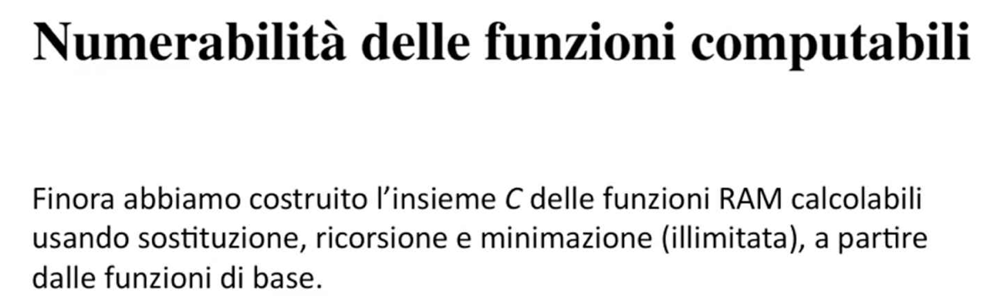 Numerabilità delle funzioni computabili
Finora abbiamo costruito l’insieme C delle funzioni RAM calcolabili
usando sostituzione, ricorsione e minimazione (illimitata), a partire
dalle funzioni di base.